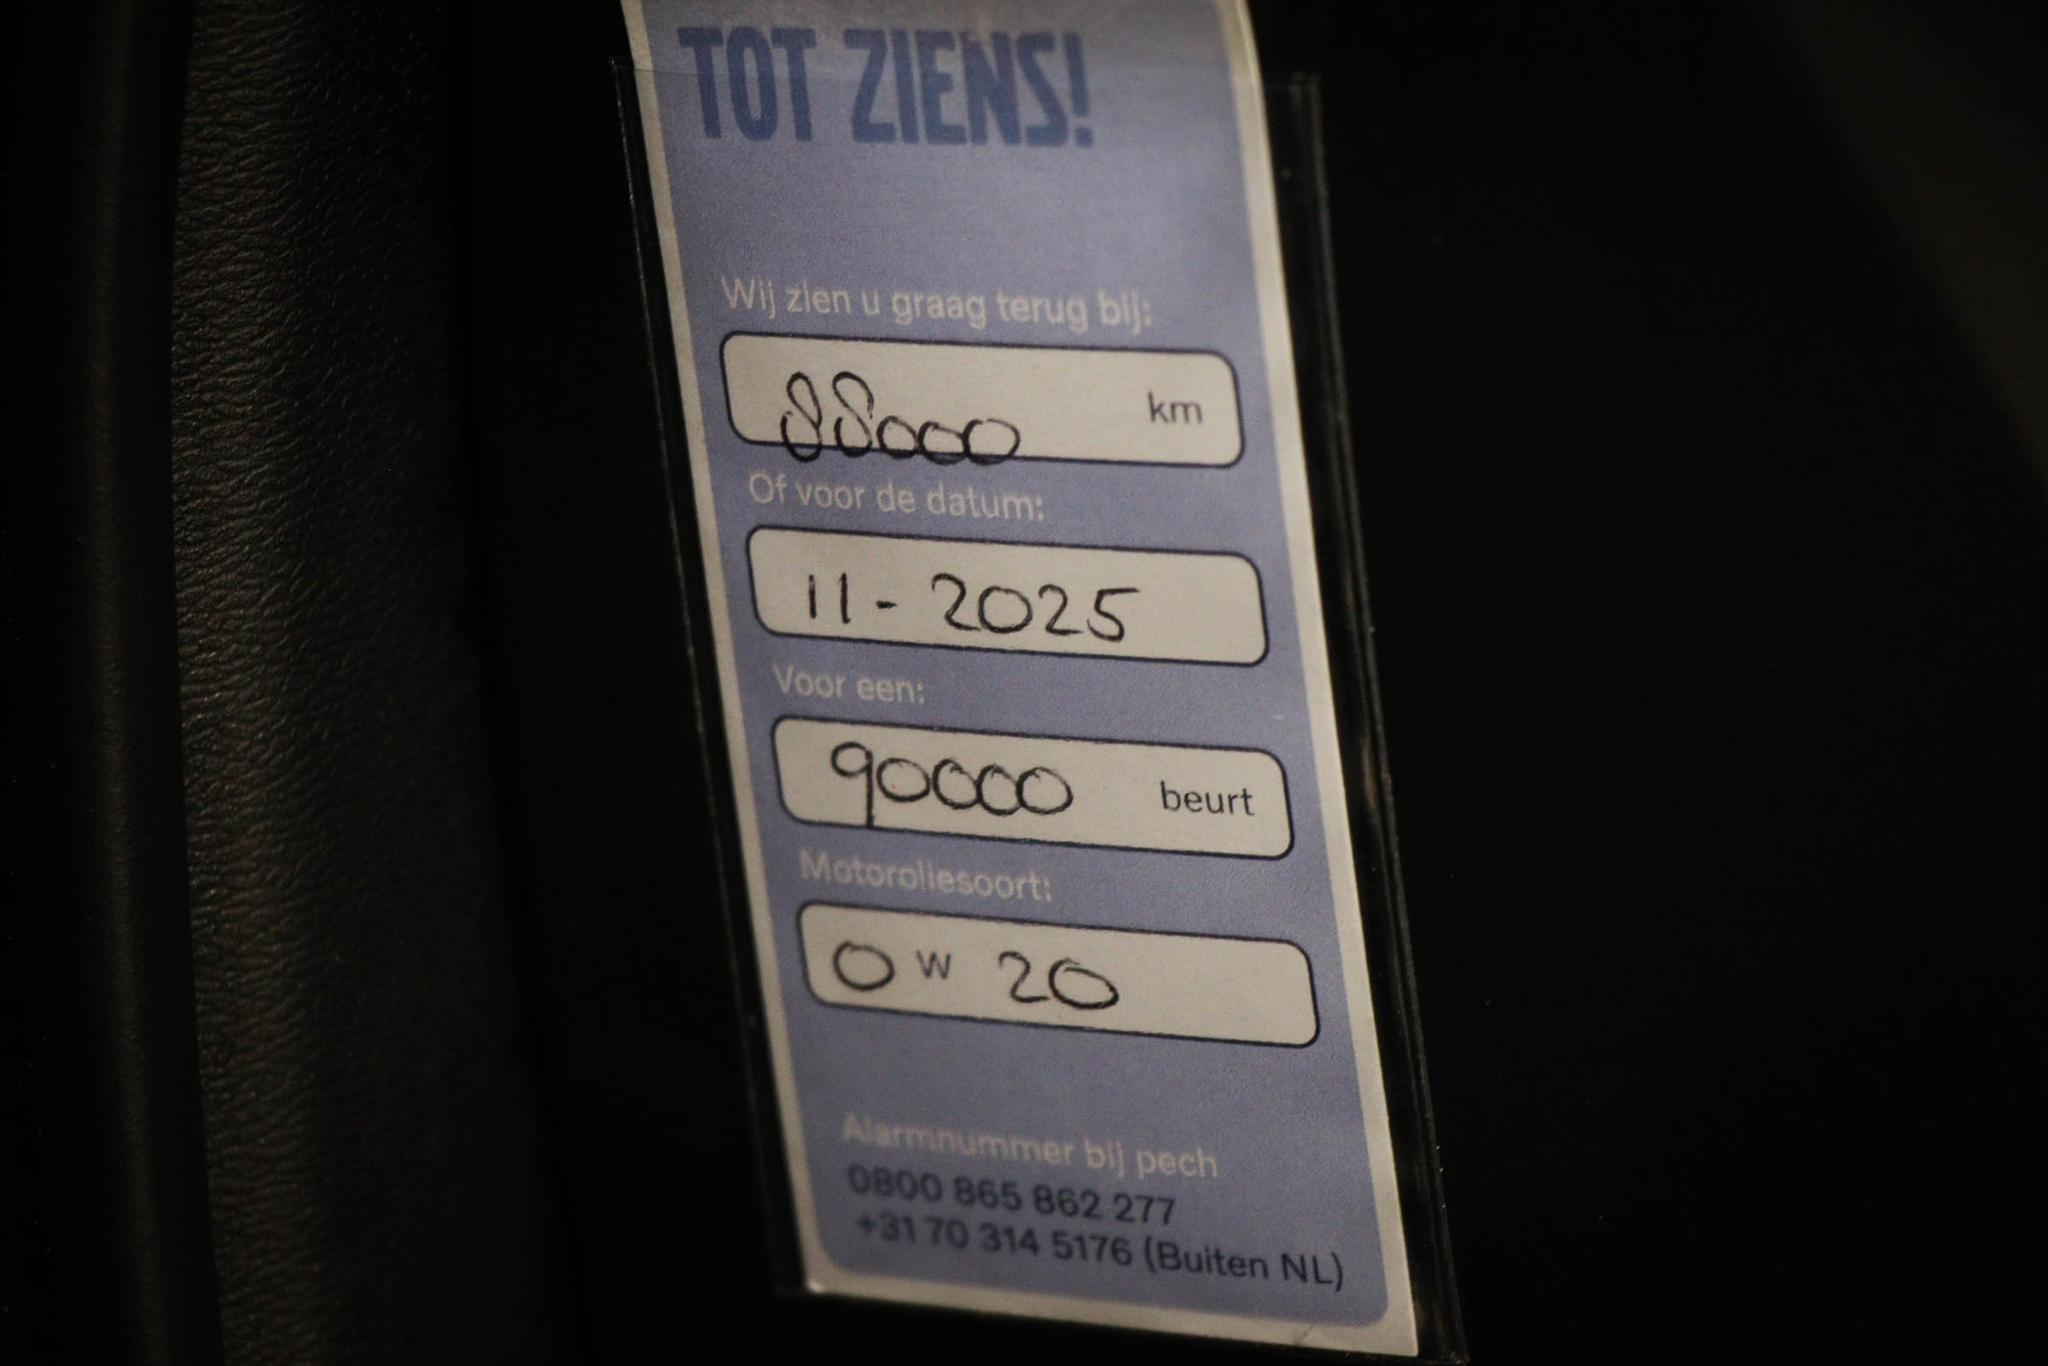 TOT ZIENS!
Wij zien u graag terug bij:
88000 km
Of voor de datum:
11-2025
Voor een:
90000 beurt
Motoroliesoort:
0 W 20
Alarmnummer bij pech
0800 865 862 277
+31 70 314 5176 (Buiten NL)